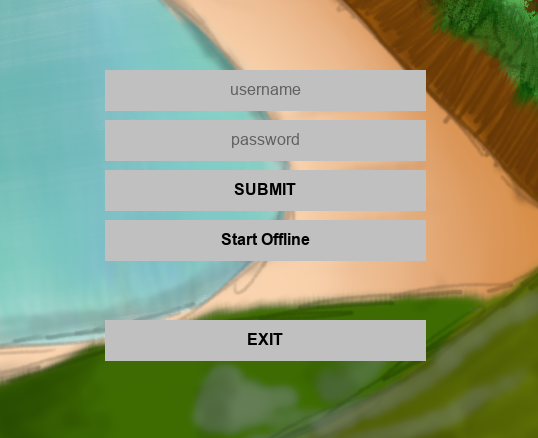 username
password
SUBMIT
Start Offline
EXIT